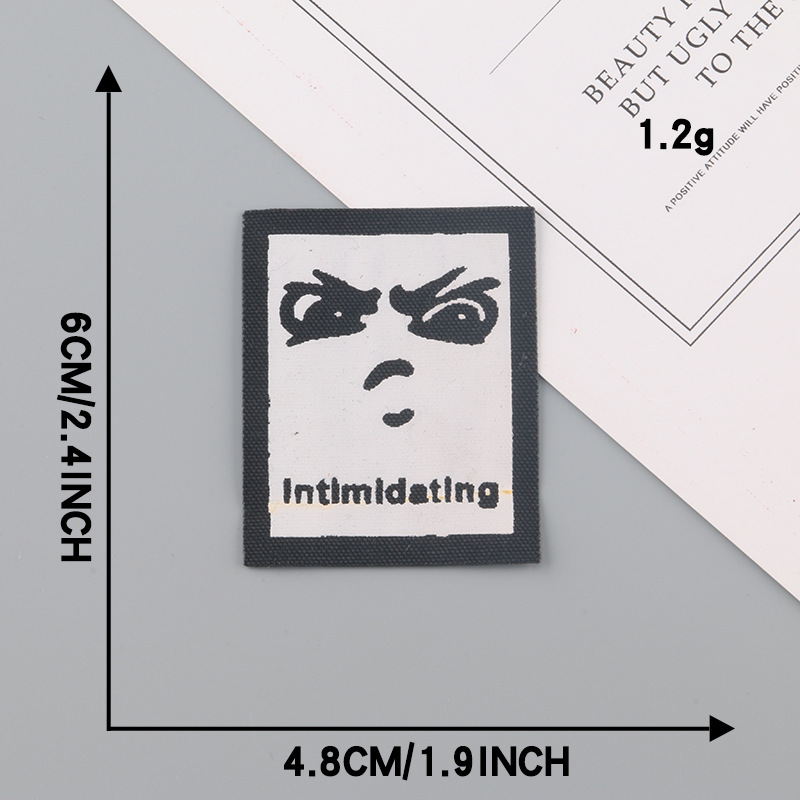 BEAUTY
BUT UGLY
TO THE
A POSITIVE ATTITUDE WILL HAVE POSITI
1.2g
6CM/2.4INCH
Intimidating
4.8CM/1.9INCH